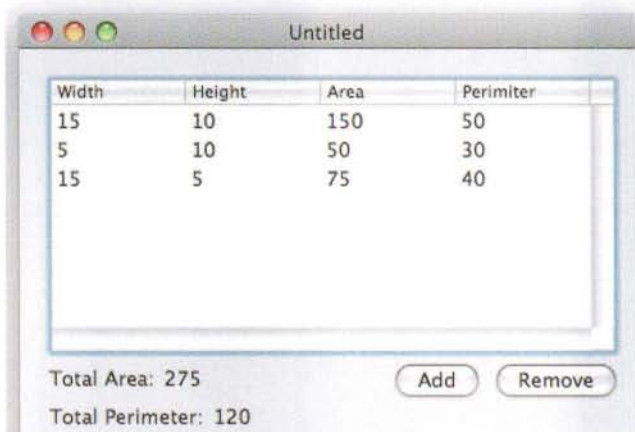 Untitled
Width Height Area Perimiter
15 10 150 50
5 10 50 30
15 5 75 40
Total Area: 275 Add Remove
Total Perimeter: 120